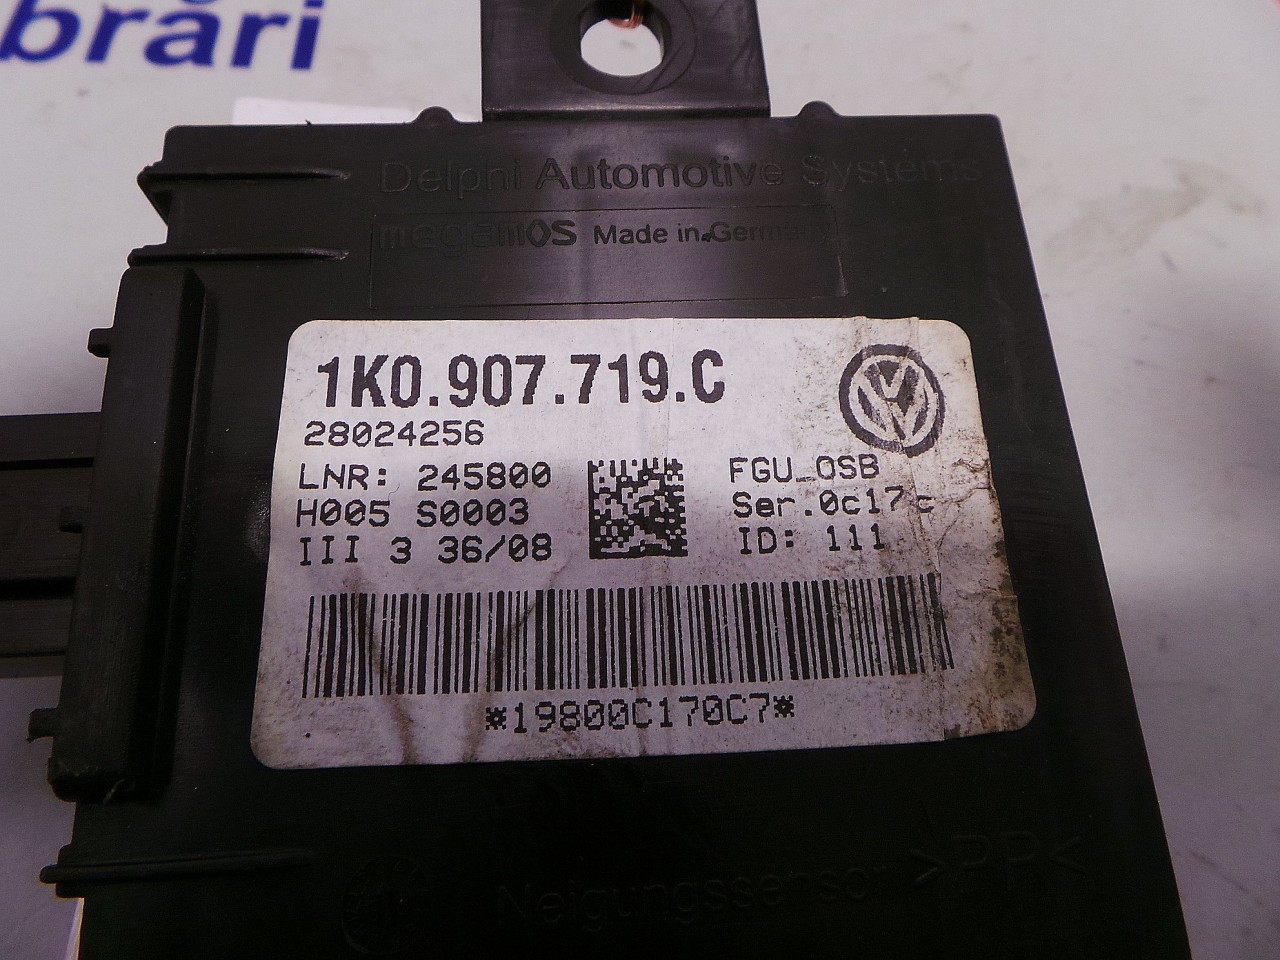 brări
Delphi Automotive Systems
megamos Made in Germany
1K0.907.719.C
28024256
LNR: 245800
H005 S0003
III 3 36/08
FGU_OSB
Ser.0c17c
ID: 111
*19800C170C7*
Neigungssensor >PP<